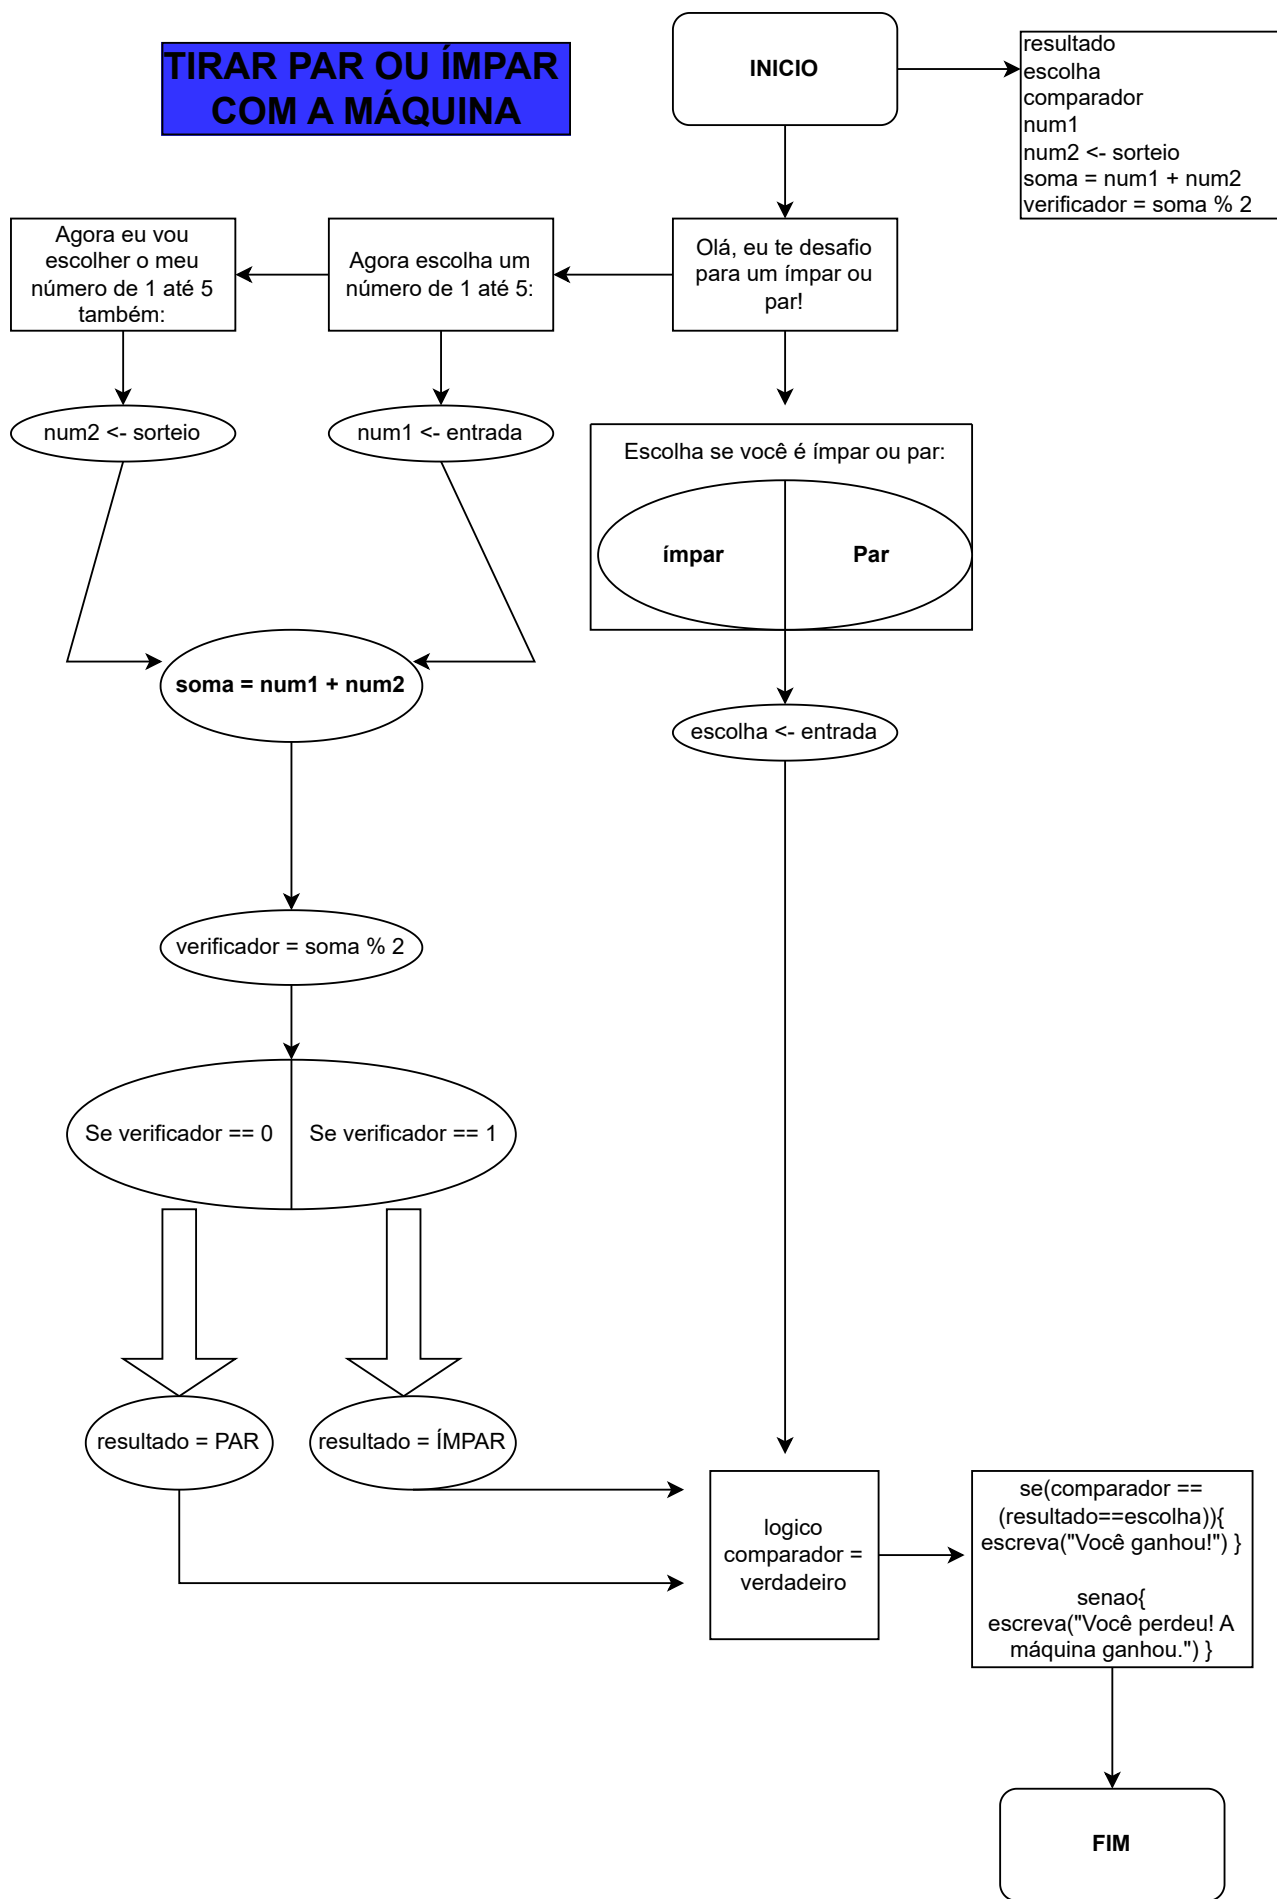 TIRAR PAR OU ÍMPAR
COM A MÁQUINA
INICIO
resultado
escolha
comparador
num1
num2 <- sorteio
soma = num1 + num2
verificador = soma % 2
Agora eu vou
escolher o meu
número de 1 até 5
também:
Agora escolha um
número de 1 até 5:
Olá, eu te desafio
para um ímpar ou
par!
num2 <- sorteio
num1 <- entrada
Escolha se você é ímpar ou par:
ímpar
Par
soma = num1 + num2
escolha <- entrada
verificador = soma % 2
Se verificador == 0
Se verificador == 1
resultado = PAR
resultado = ÍMPAR
logico
comparador =
verdadeiro
se(comparador ==
(resultado==escolha)){
escreva("Você ganhou!") }
senao{
escreva("Você perdeu! A
máquina ganhou.") }
FIM